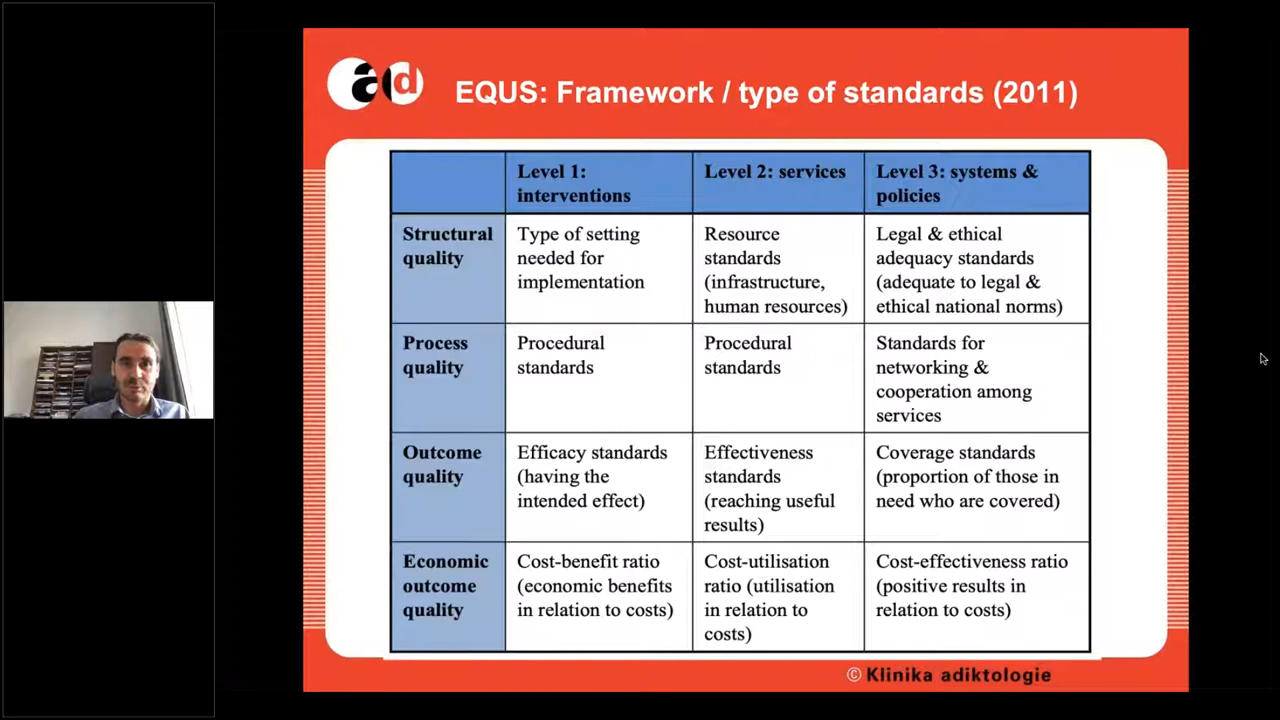 ad
EQUS: Framework / type of standards (2011)
Level 1:
interventions
Level 2: services
Level 3: systems &
policies
Structural
quality
Type of setting
needed for
implementation
Resource
standards
(infrastructure,
human resources)
Legal & ethical
adequacy standards
(adequate to legal &
ethical national norms)
Process
quality
Procedural
standards
Procedural
standards
Standards for
networking &
cooperation among
services
Outcome
quality
Efficacy standards
(having the
intended effect)
Effectiveness
standards
(reaching useful
results)
Coverage standards
(proportion of those in
need who are covered)
Economic
outcome
quality
Cost-benefit ratio
(economic benefits
in relation to costs)
Cost-utilisation
ratio (utilisation
in relation to
costs)
Cost-effectiveness ratio
(positive results in
relation to costs)
© Klinika adiktologie